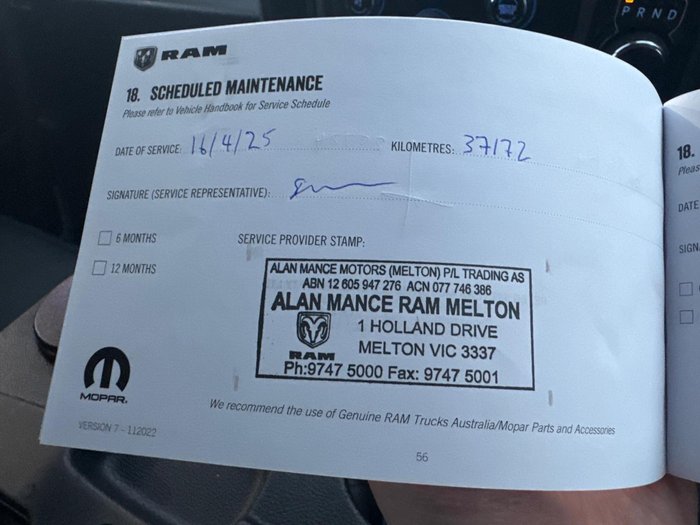 PRND
RAM
18. SCHEDULED MAINTENANCE
Please refer to Vehicle Handbook for Service Schedule
DATE OF SERVICE: 16/4/25 KILOMETRES: 37172
SIGNATURE (SERVICE REPRESENTATIVE):
6 MONTHS
12 MONTHS
SERVICE PROVIDER STAMP:
ALAN MANCE MOTORS (MELTON) P/L TRADING AS
ABN 12 605 947 276 ACN 077 746 386
ALAN MANCE RAM MELTON
1 HOLLAND DRIVE
RAM
MELTON VIC 3337
Ph:9747 5000 Fax: 9747 5001
MOPAR.
We recommend the use of Genuine RAM Trucks Australia/Mopar Parts and Accessories
VERSION 7 - 112022
56
18.
DATE